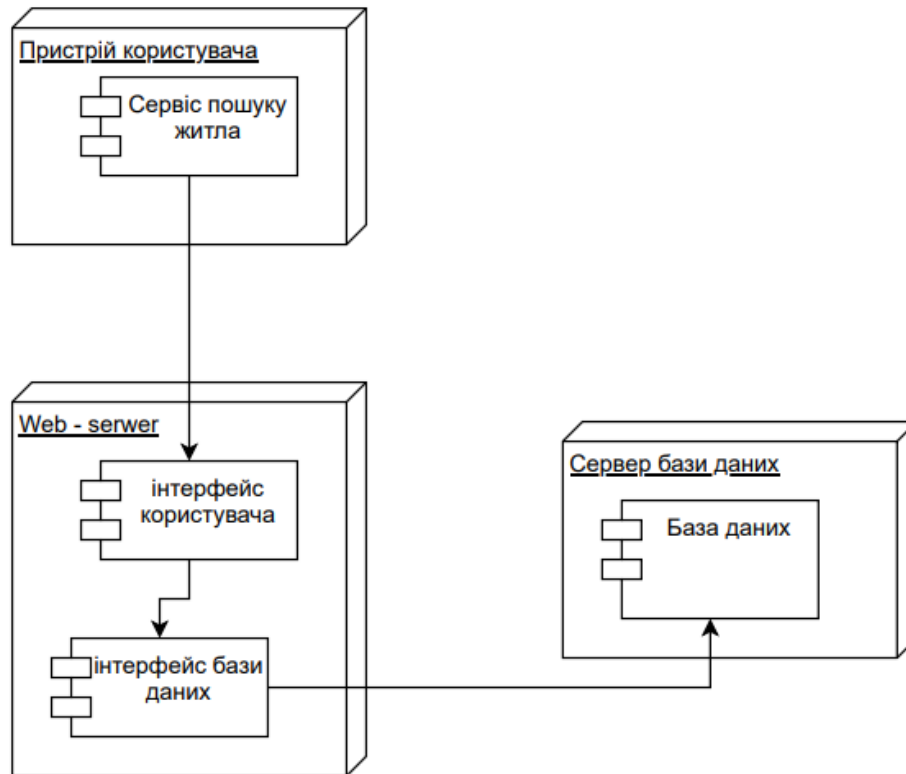 Пристрій користувача
Сервіс пошуку
житла
Web - serwer
інтерфейс
користувача
інтерфейс бази
даних
Сервер бази даних
База даних